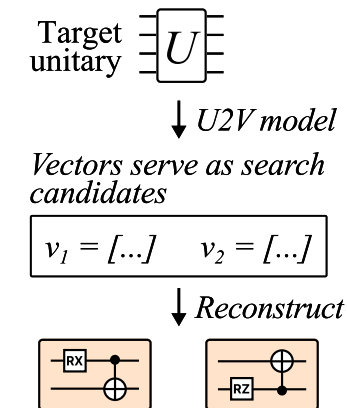 Target
unitary
U
U2V model
Vectors serve as search
candidates
v₁ = [...] v₂ = [...]
Reconstruct
RX
RZ